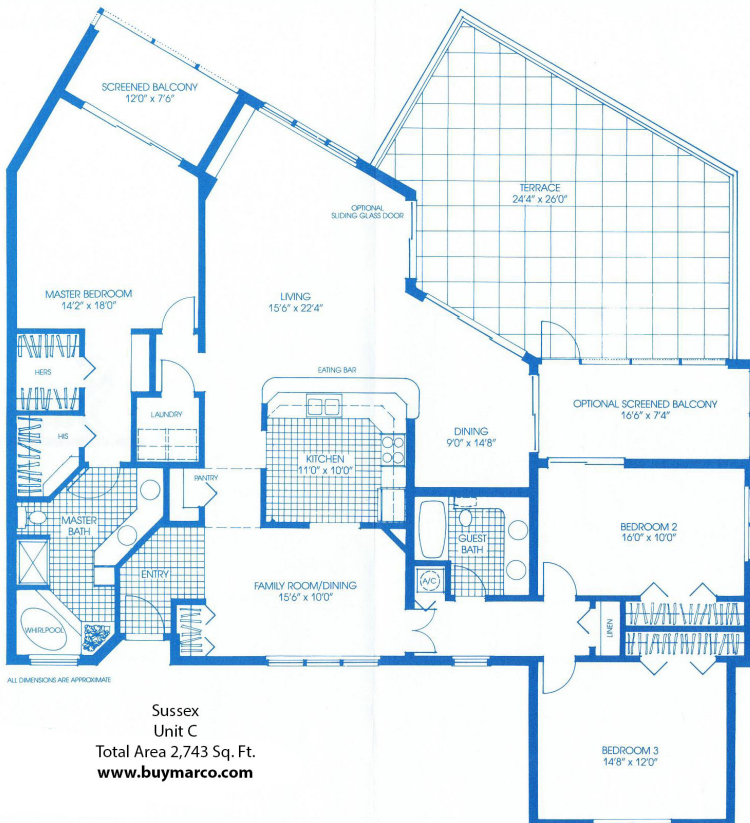 SCREENED BALCONY
12'0" x 7'6"
TERRACE
24'4" x 26'0"
OPTIONAL
SLIDING GLASS DOOR
MASTER BEDROOM
14'2" x 18'0"
LIVING
15'6" x 22'4"
HERS
EATING BAR
LAUNDRY
OPTIONAL SCREENED BALCONY
16'6" x 7'4"
HIS
DINING
9'0" x 14'8"
KITCHEN
11'0" x 10'0"
PANTRY
MASTER
BATH
GUEST
BATH
BEDROOM 2
16'0" x 10'0"
ENTRY
A/C
FAMILY ROOM/DINING
15'6" x 10'0"
WHIRLPOOL
LINEN
ALL DIMENSIONS ARE APPROXIMATE
Sussex
Unit C
Total Area 2,743 Sq. Ft.
www.buymarco.com
BEDROOM 3
14'8" x 12'0"